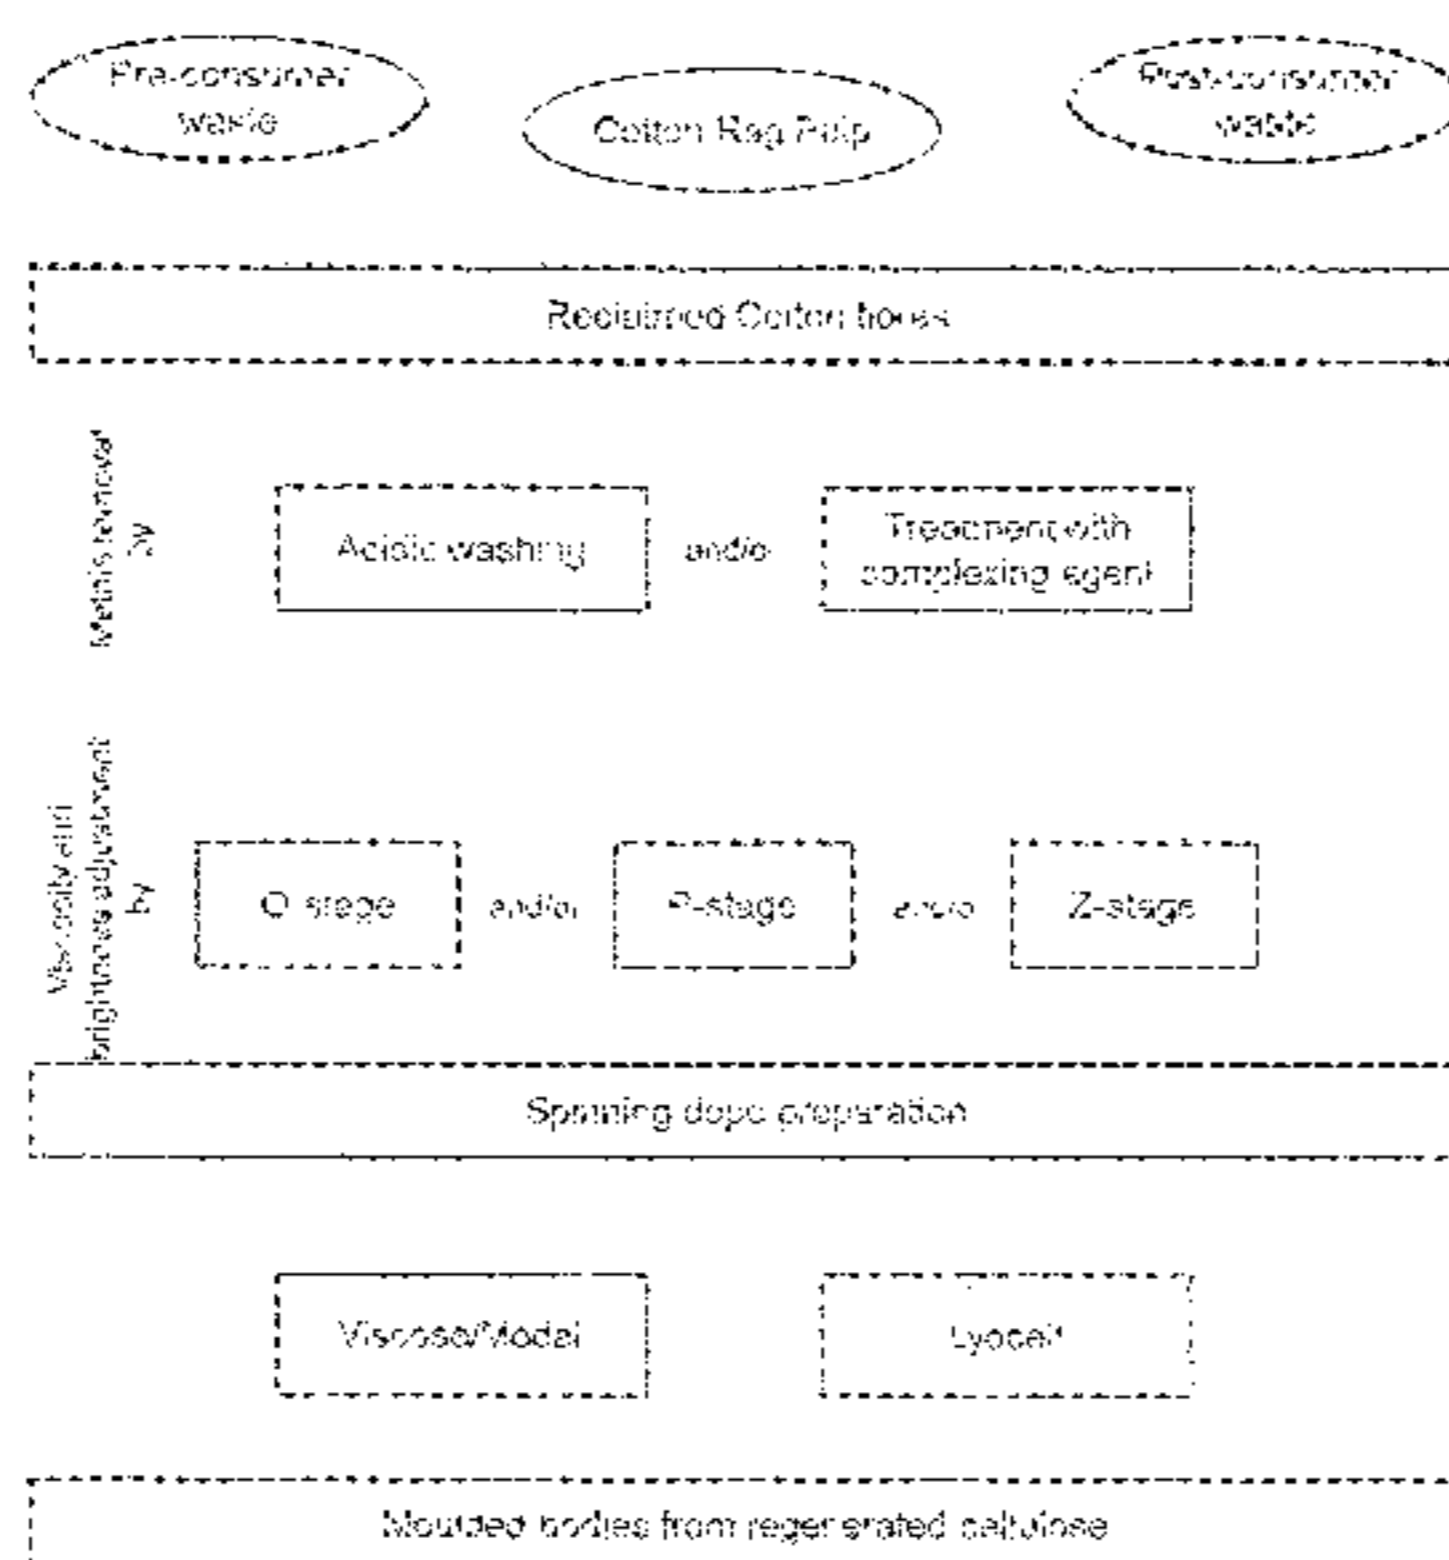 Pre-consumer
waste
Cotton Rag Pulp
Post-consumer
waste
Reclaimed Cotton fibres
Metals removal
by
Acidic washing
and/o
Treatment with
complexing agent
Viscosity and
brightness adjustment
by
O-stage
and/or
P-stage
and/o
Z-stage
Spinning dope preparation
Viscose/Modal
Lyocell
Moulded bodies from regenerated cellulose